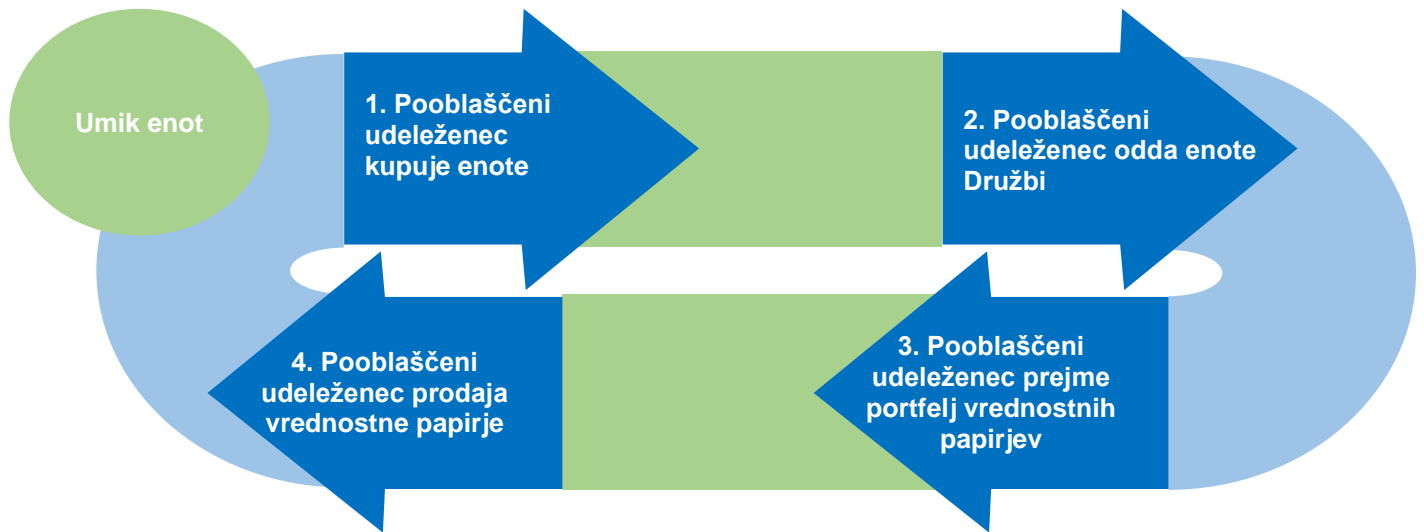 Umik enot
1. Pooblaščeni
udeleženec
kupuje enote
2. Pooblaščeni
udeleženec odda enote
Družbi
3. Pooblaščeni
udeleženec prejme
portfelj vrednostnih
papirjev
4. Pooblaščeni
udeleženec prodaja
vrednostne papirje